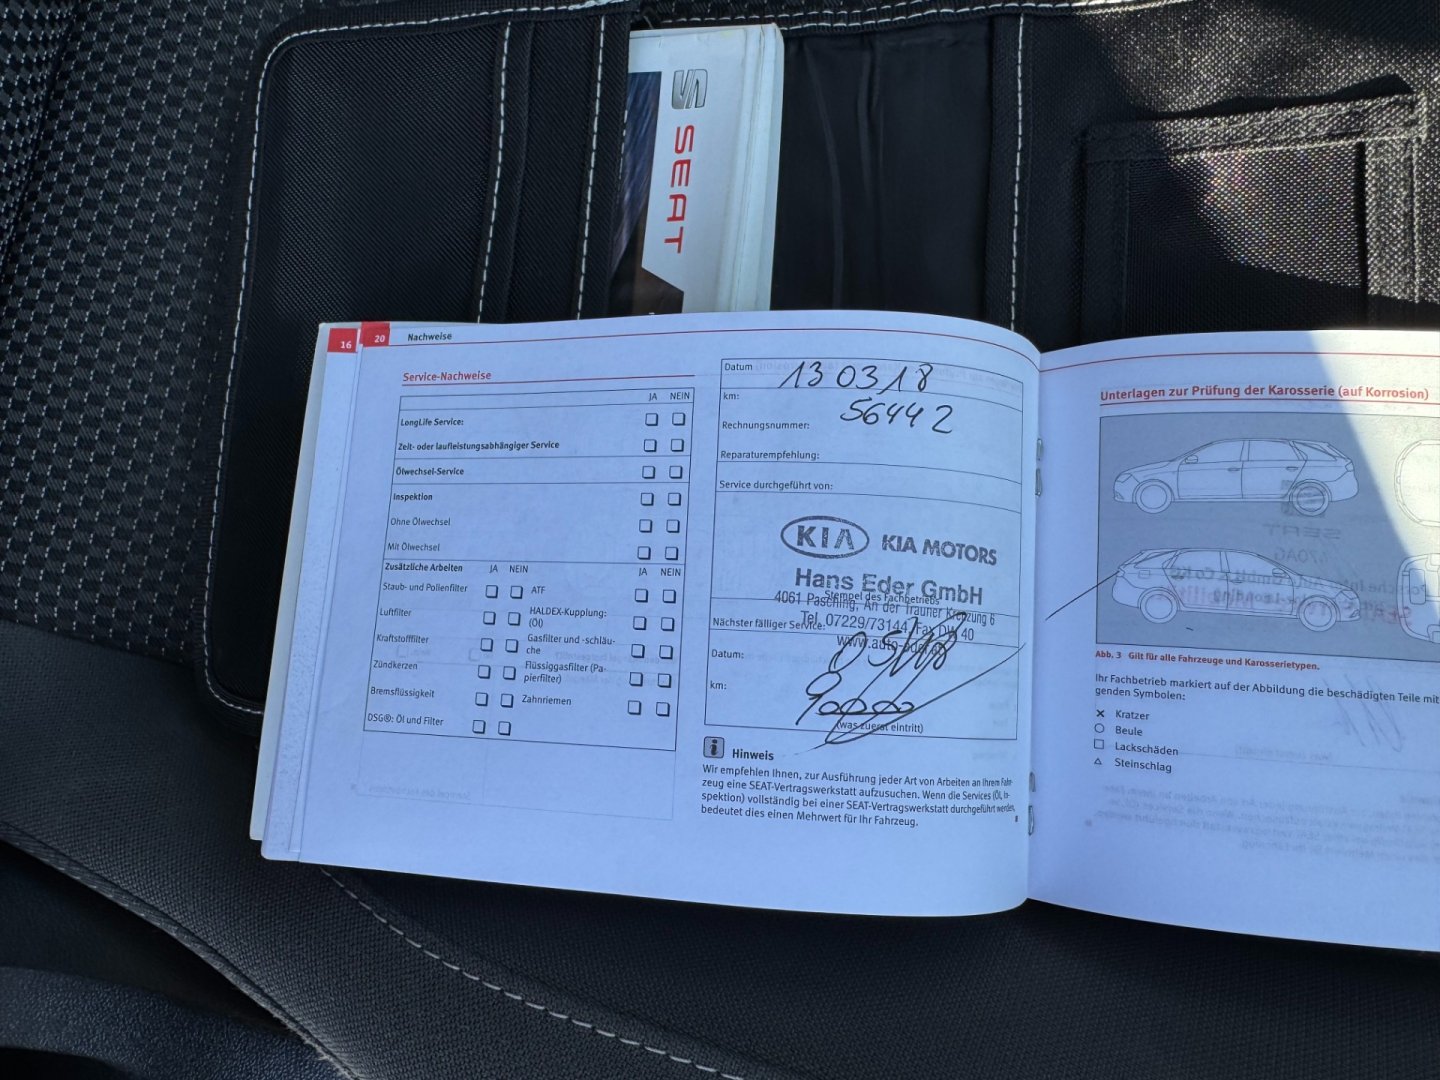 SEAT
16
20 Nachweise
Service-Nachweise
JA NEIN
LongLife Service:
Zeit- oder laufleistungsabhängiger Service
Ölwechsel-Service
Inspektion
Ohne Ölwechsel
Mit Ölwechsel
Zusätzliche Arbeiten JA NEIN JA NEIN
Staub- und Pollenfilter ATF
Luftfilter HALDEX-Kupplung: (Öl)
Kraftstofffilter Gasfilter und -schläuche
Zündkerzen Flüssiggasfilter (Papierfilter)
Bremsflüssigkeit Zahnriemen
DSG®: Öl und Filter
Datum 13 03 18
km: 56442
Rechnungsnummer:
Reparaturempfehlung:
Service durchgeführt von:
KIA KIA MOTORS
Hans Eder GmbH
Stempel des Fachbetriebs
4061 Pasching, An der Trauner Kreuzung 6
Tel. 07229/73144, Fax DW 40
Nächster fälliger Service:
Datum:
km: 90000
(was zuerst eintritt)
Hinweis
Wir empfehlen Ihnen, zur Ausführung jeder Art von Arbeiten an Ihrem Fahr-
zeug eine SEAT-Vertragswerkstatt aufzusuchen. Wenn die Services (Öl, In-
spektion) vollständig bei einer SEAT-Vertragswerkstatt durchgeführt werden,
bedeutet dies einen Mehrwert für Ihr Fahrzeug.
Unterlagen zur Prüfung der Karosserie (auf Korrosion)
Abb. 3 Gilt für alle Fahrzeuge und Karosserietypen.
Ihr Fachbetrieb markiert auf der Abbildung die beschädigten Teile mit
genden Symbolen:
Kratzer
Beule
Lackschäden
Steinschlag